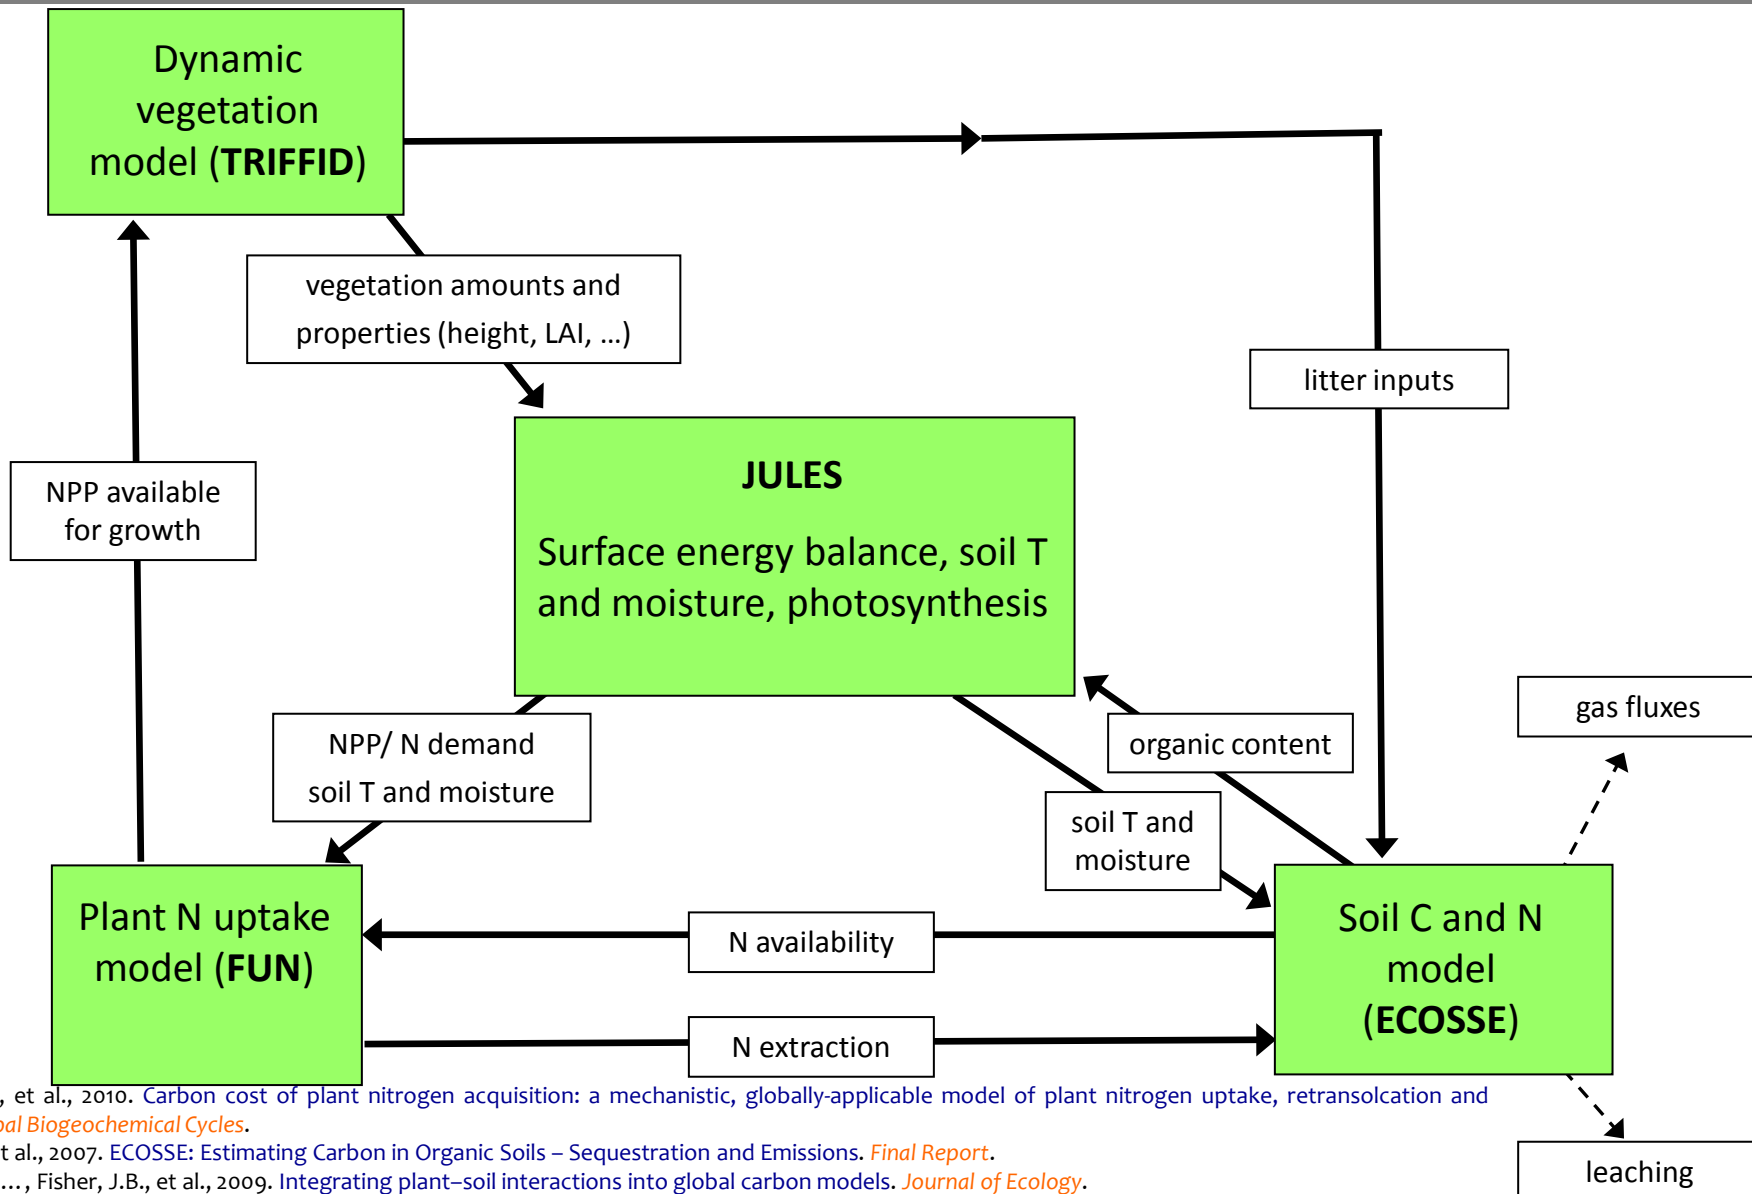 Dynamic
vegetation
model (TRIFFID)
vegetation amounts and
properties (height, LAI, ...)
litter inputs
NPP available
for growth
JULES
Surface energy balance, soil T
and moisture, photosynthesis
gas fluxes
NPP/ N demand
soil T and moisture
organic content
soil T and
moisture
Plant N uptake
model (FUN)
N availability
N extraction
Soil C and N
model
(ECOSSE)
leaching
, et al., 2010. Carbon cost of plant nitrogen acquisition: a mechanistic, globally-applicable model of plant nitrogen uptake, retransolcation and
Biogeochemical Cycles.
et al., 2007. ECOSSE: Estimating Carbon in Organic Soils – Sequestration and Emissions. Final Report.
..., Fisher, J.B., et al., 2009. Integrating plant–soil interactions into global carbon models. Journal of Ecology.